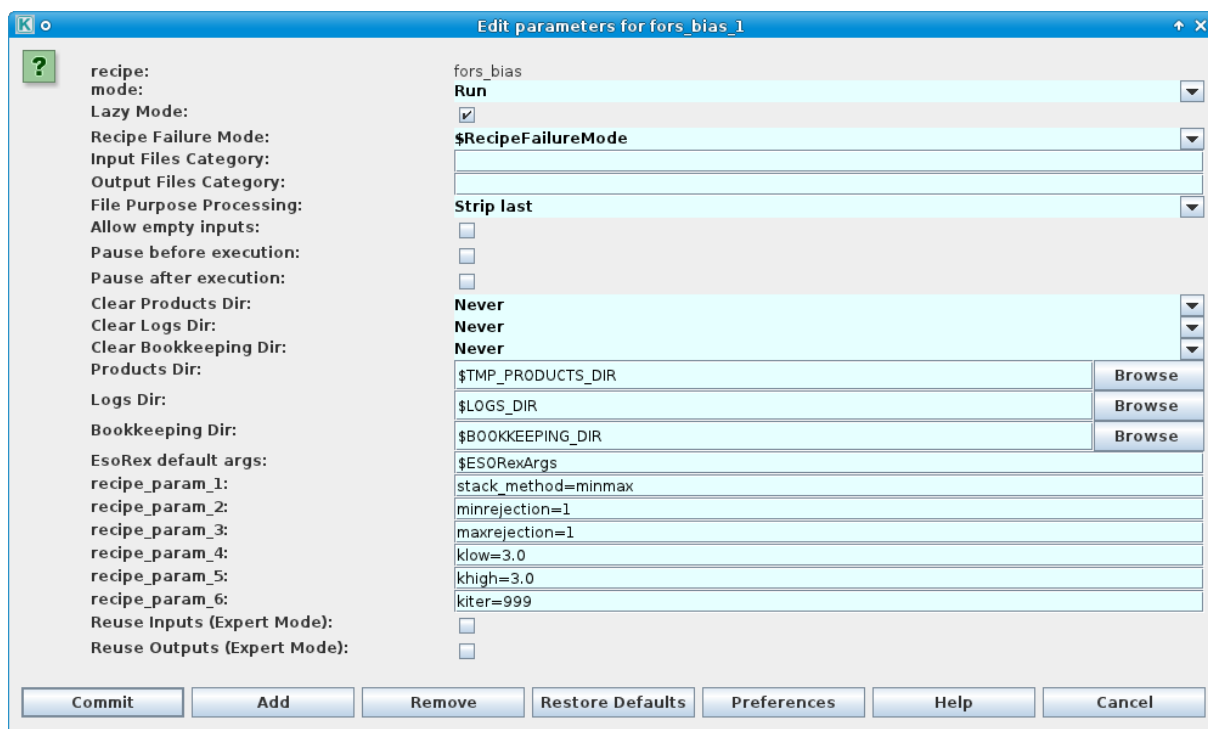 K
Edit parameters for fors_bias_1
?
recipe: fors_bias
mode: Run
Lazy Mode:
Recipe Failure Mode: $RecipeFailureMode
Input Files Category:
Output Files Category:
File Purpose Processing: Strip last
Allow empty inputs:
Pause before execution:
Pause after execution:
Clear Products Dir: Never
Clear Logs Dir: Never
Clear Bookkeeping Dir: Never
Products Dir: $TMP_PRODUCTS_DIR Browse
Logs Dir: $LOGS_DIR Browse
Bookkeeping Dir: $BOOKKEEPING_DIR Browse
EsoRex default args: $ESORexArgs
recipe_param_1: stack_method=minmax
recipe_param_2: minrejection=1
recipe_param_3: maxrejection=1
recipe_param_4: klow=3.0
recipe_param_5: khigh=3.0
recipe_param_6: kiter=999
Reuse Inputs (Expert Mode):
Reuse Outputs (Expert Mode):
Commit Add Remove Restore Defaults Preferences Help Cancel